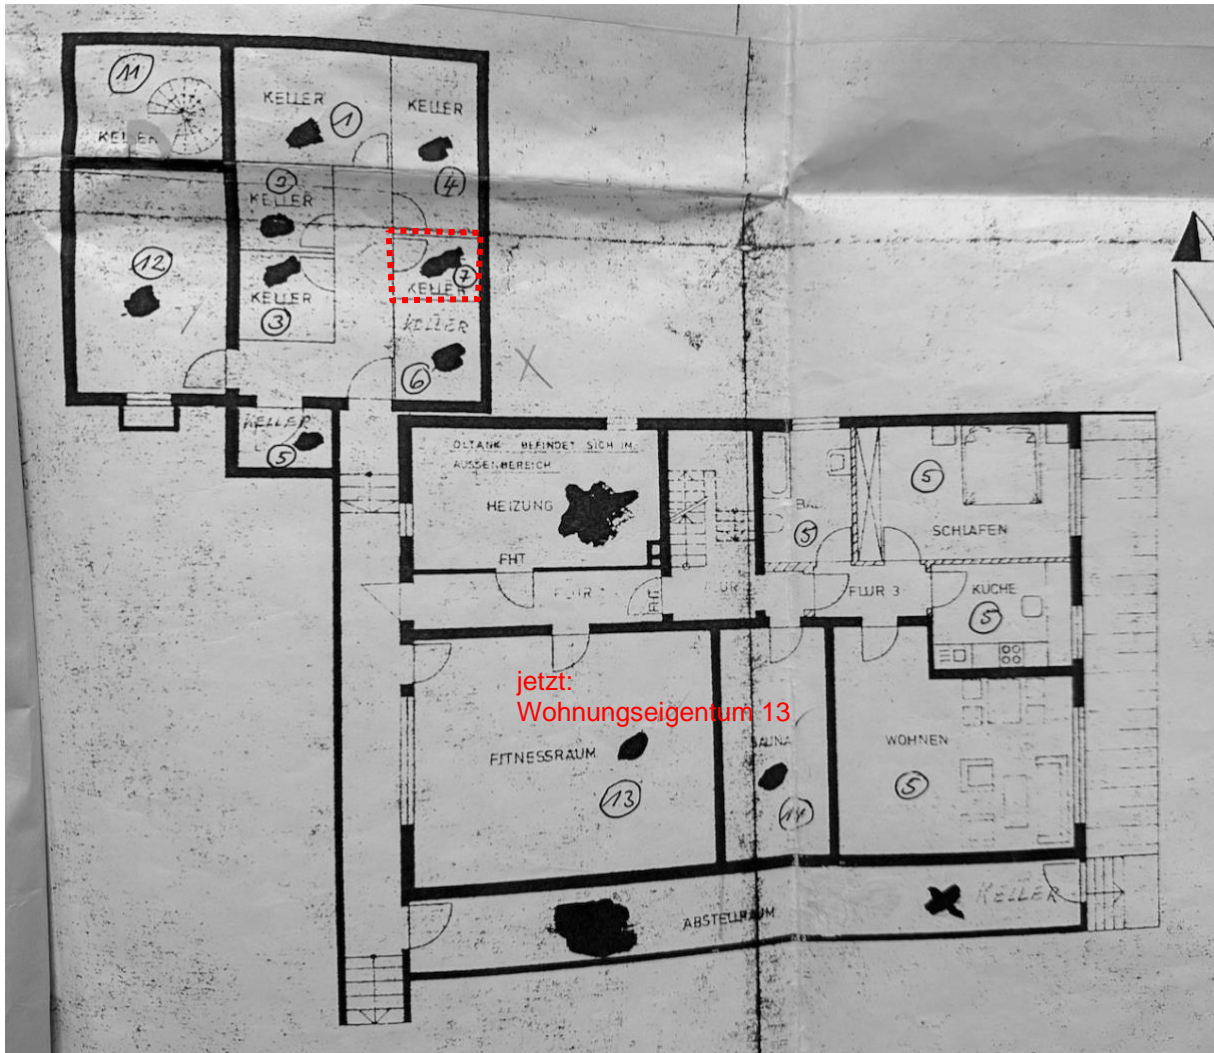 11
KELLER
1
KELLER
KELLER
4
2
KELLER
12
7
KELLER
KELLER
3
KELLER
6
KELLER
5
ÖLTANK BEFINDET SICH IM
AUSSENBEREICH
HEIZUNG
FHT
5
SCHLAFEN
BAD
5
FLUR
FLUR 3
KÜCHE
5
jetzt:
Wohnungseigentum 13
FITNESSRAUM
13
SAUNA
14
WOHNEN
5
ABSTELLRAUM
KELLER